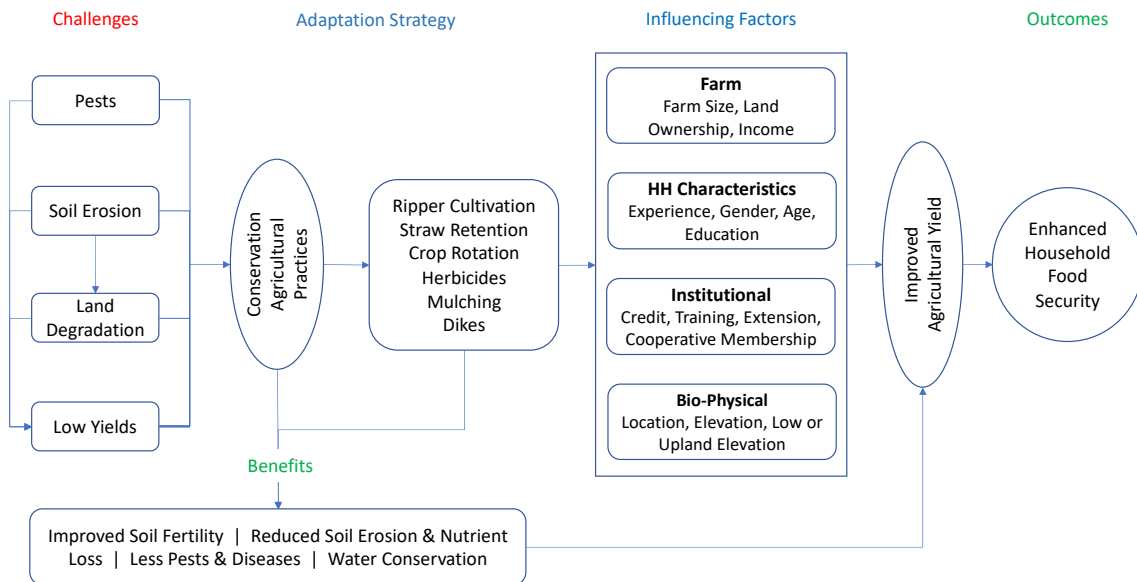 Challenges
Adaptation Strategy
Influencing Factors
Outcomes
Pests
Soil Erosion
Land
Degradation
Low Yields
Conservation
Agricultural
Practices
Ripper Cultivation
Straw Retention
Crop Rotation
Herbicides
Mulching
Dikes
Farm
Farm Size, Land
Ownership, Income
HH Characteristics
Experience, Gender, Age,
Education
Institutional
Credit, Training, Extension,
Cooperative Membership
Bio-Physical
Location, Elevation, Low or
Upland Elevation
Improved
Agricultural Yield
Enhanced
Household
Food
Security
Benefits
Improved Soil Fertility | Reduced Soil Erosion & Nutrient
Loss | Less Pests & Diseases | Water Conservation